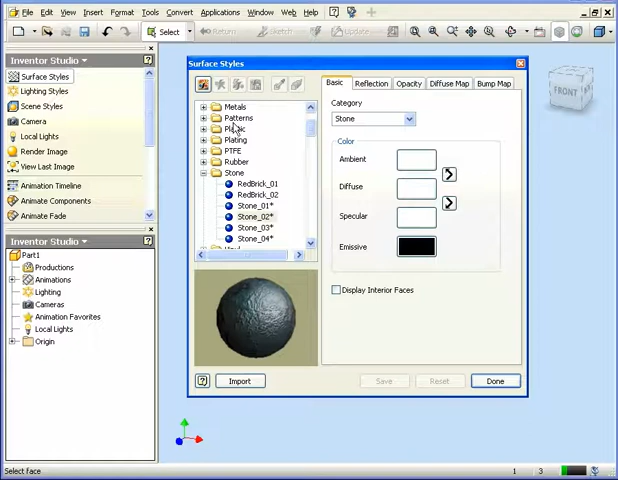 File Edit View Insert Format Tools Convert Applications Window Web Help
Select Return Sketch Update
Inventor Studio
Surface Styles
Lighting Styles
Scene Styles
Camera
Local Lights
Render Image
View Last Image
Animation Timeline
Animate Components
Animate Fade
Inventor Studio
Part1
Productions
Animations
Lighting
Cameras
Animation Favorites
Local Lights
Origin
Surface Styles
Metals
Patterns
Plastic
Plating
PTFE
Rubber
Stone
RedBrick_01
RedBrick_02
Stone_01*
Stone_02*
Stone_03*
Stone_04*
Basic Reflection Opacity Diffuse Map Bump Map
Category
Stone
Color
Ambient
Diffuse
Specular
Emissive
Display Interior Faces
Import Save Reset Done
FRONT
Select face 1 3